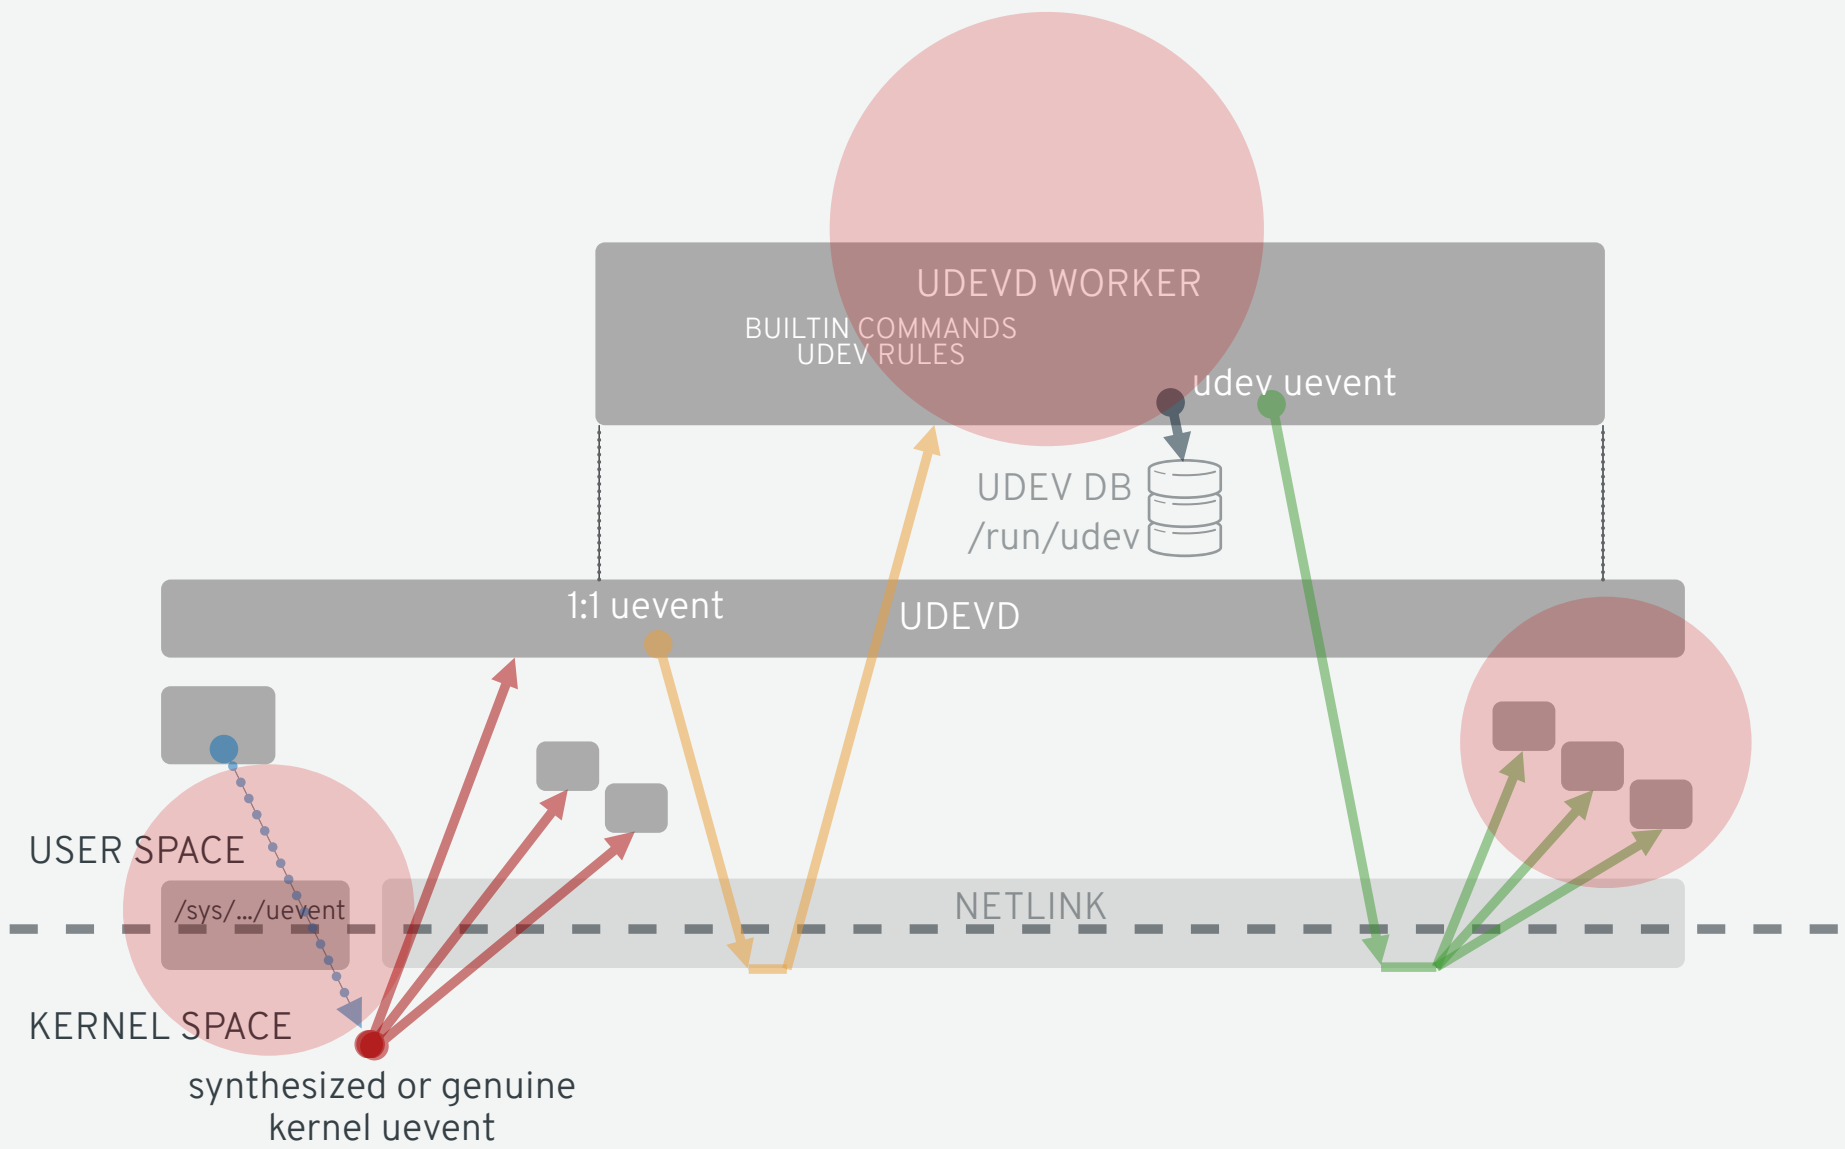 UDEVD WORKER
BUILTIN COMMANDS
UDEV RULES
udev uevent
UDEV DB
/run/udev
1:1 uevent
UDEVD
USER SPACE
/sys/.../uevent
NETLINK
KERNEL SPACE
synthesized or genuine
kernel uevent